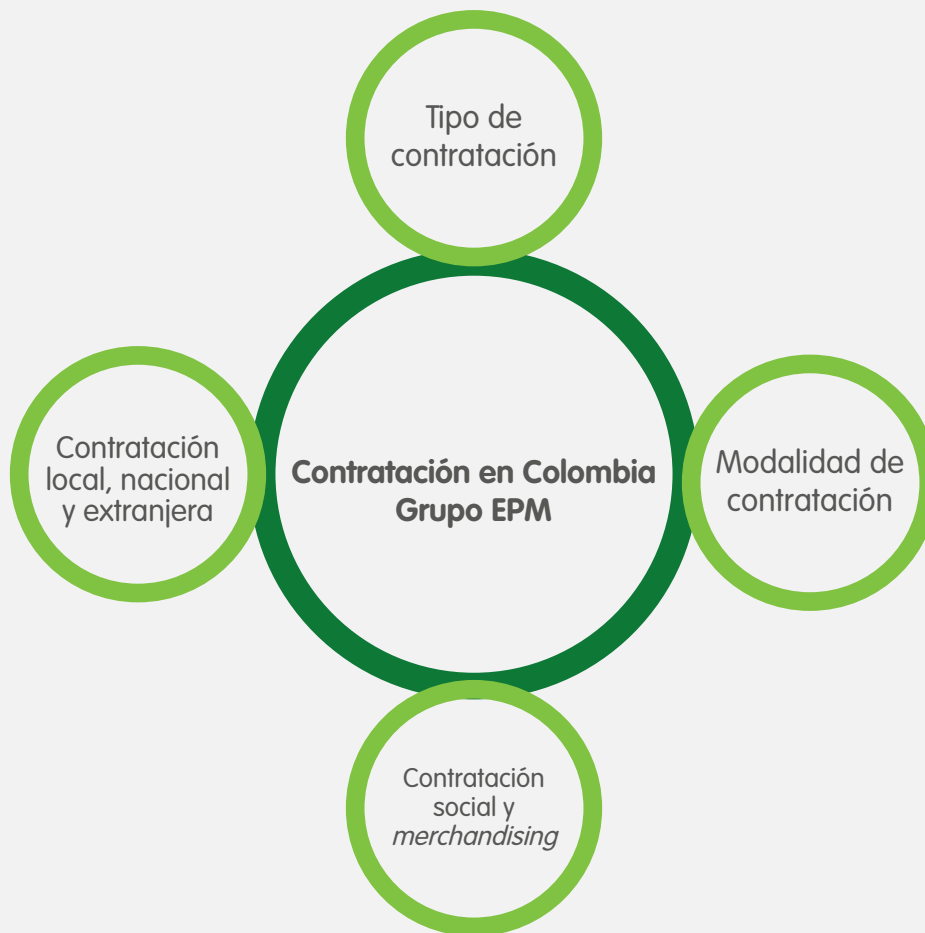 Tipo de
contratación
Contratación
local, nacional
y extranjera
Contratación en Colombia
Grupo EPM
Modalidad de
contratación
Contratación
social y
merchandising